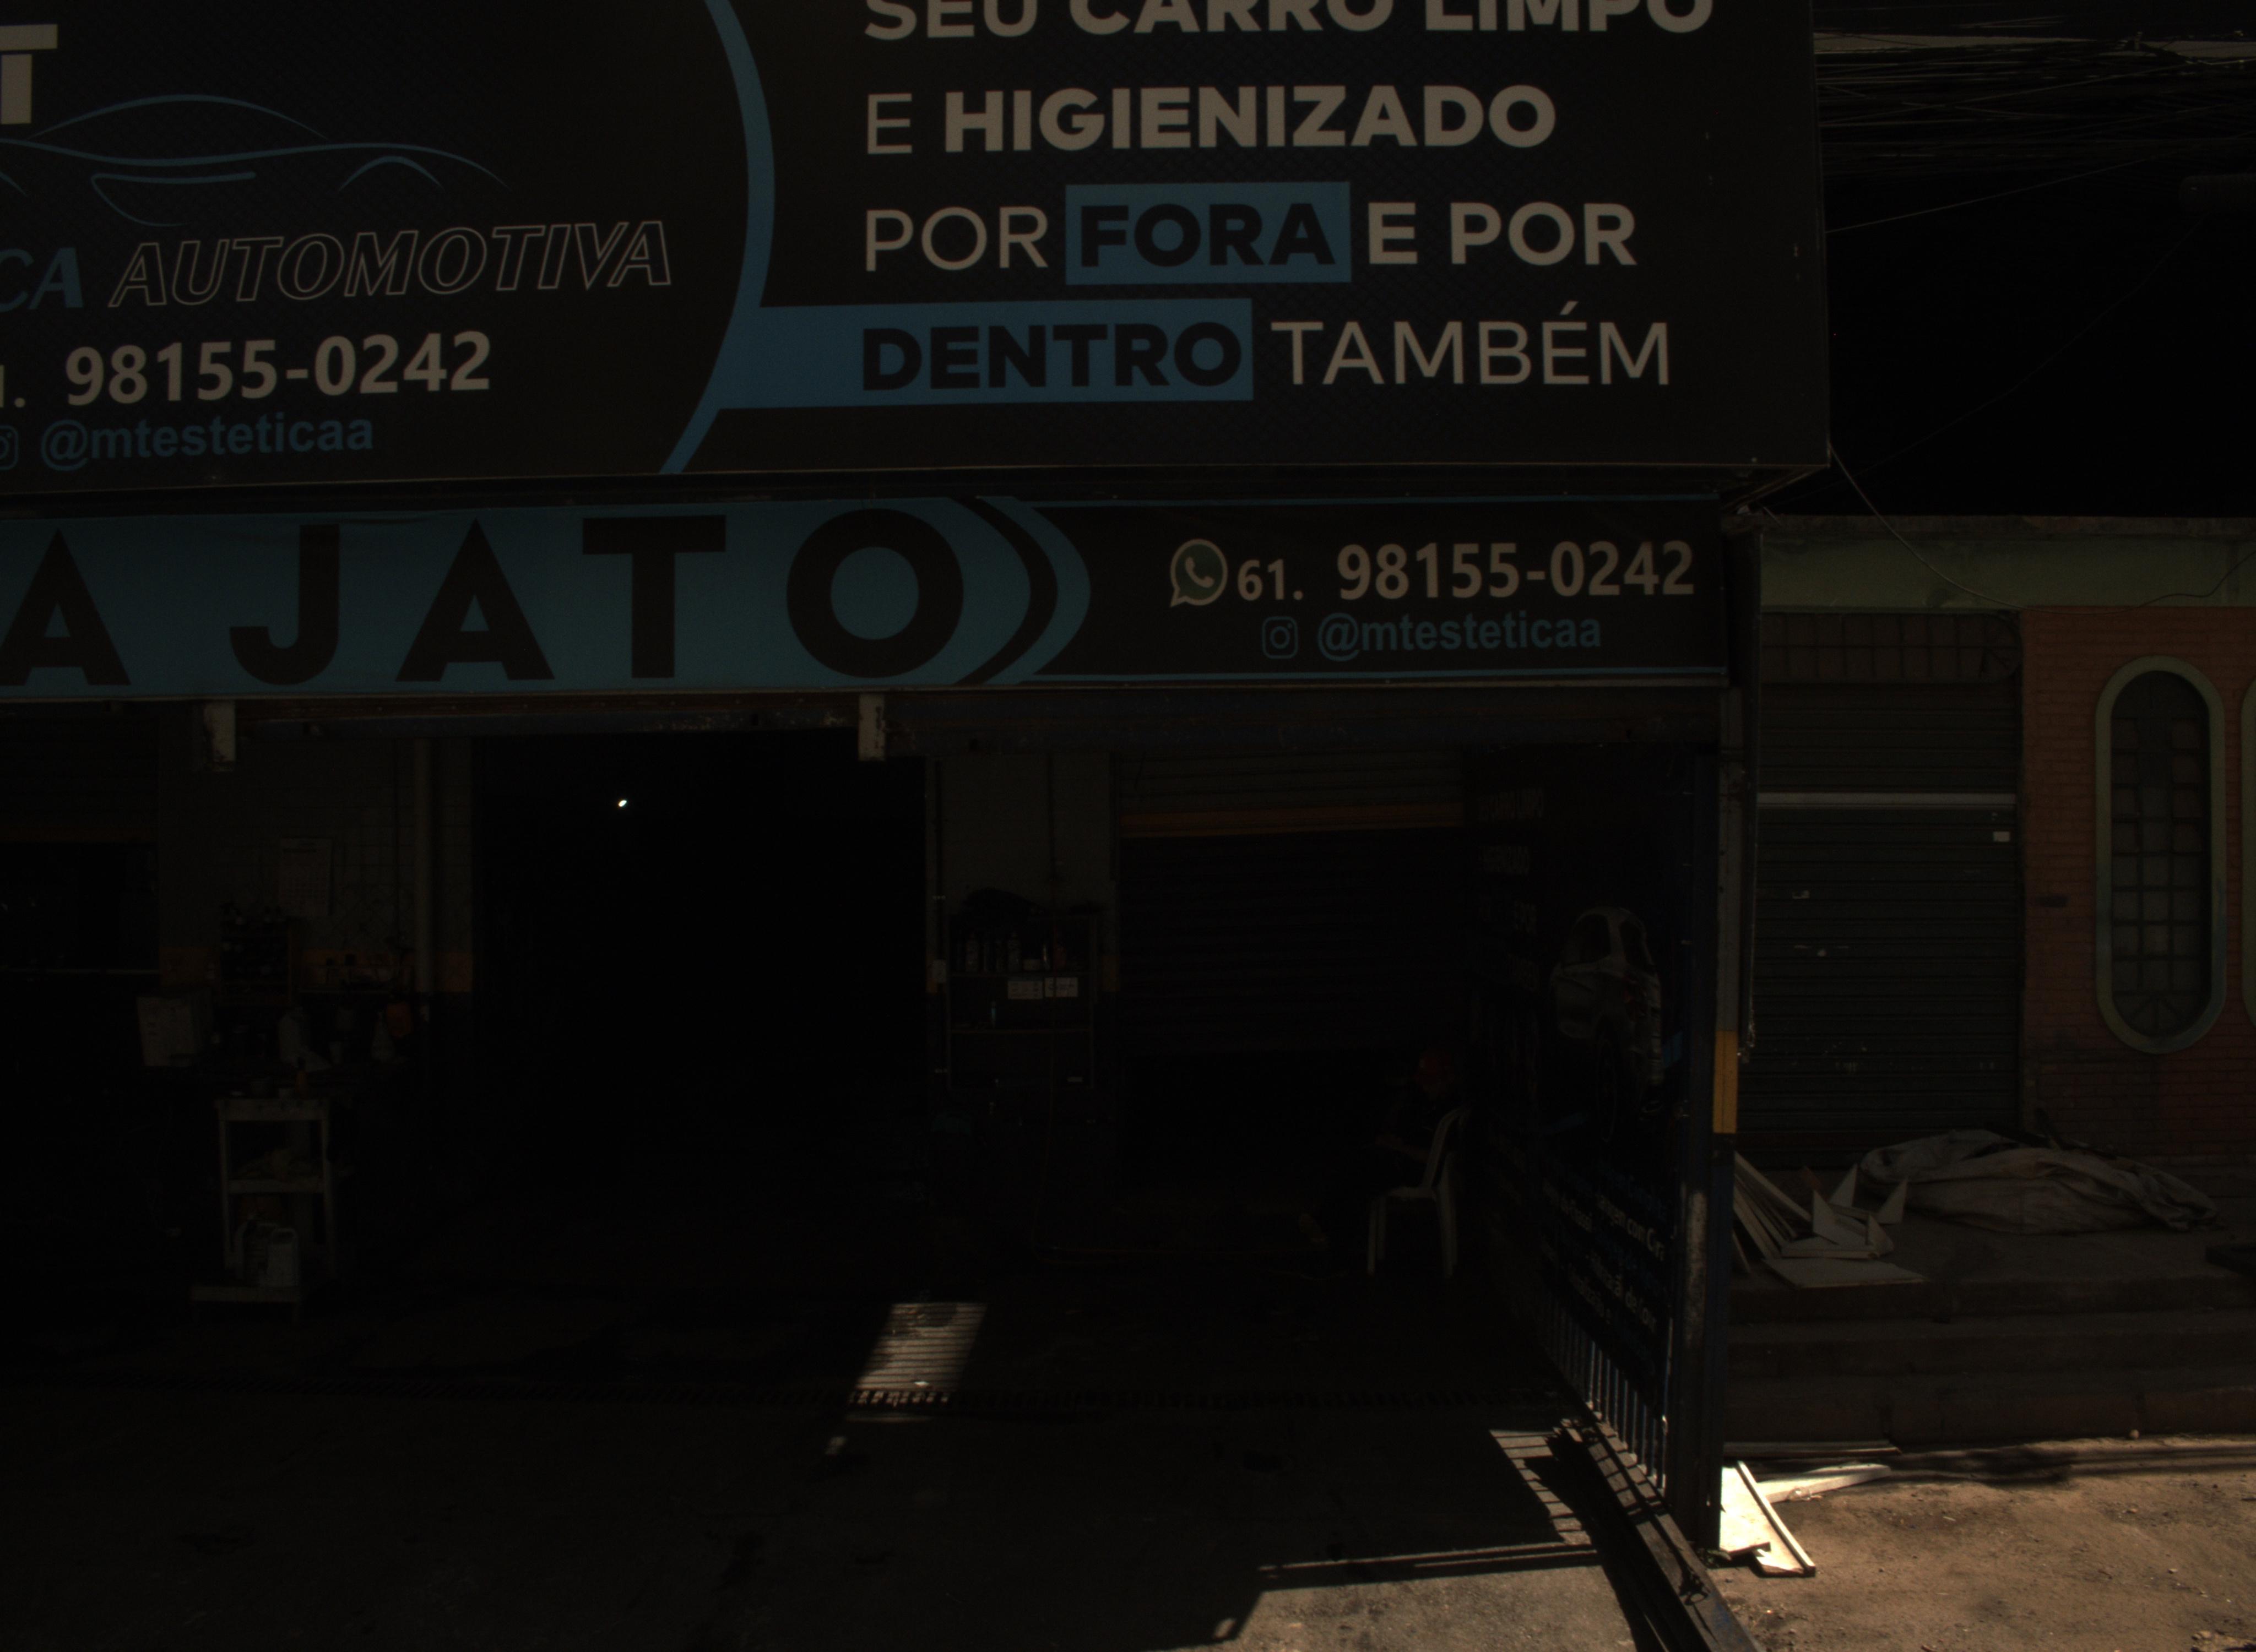 T
CA AUTOMOTIVA
1. 98155-0242
@mtesteticaa
SEU CARRO LIMPO
E HIGIENIZADO
POR FORA E POR
DENTRO TAMBÉM
A JATO
61. 98155-0242
@mtesteticaa